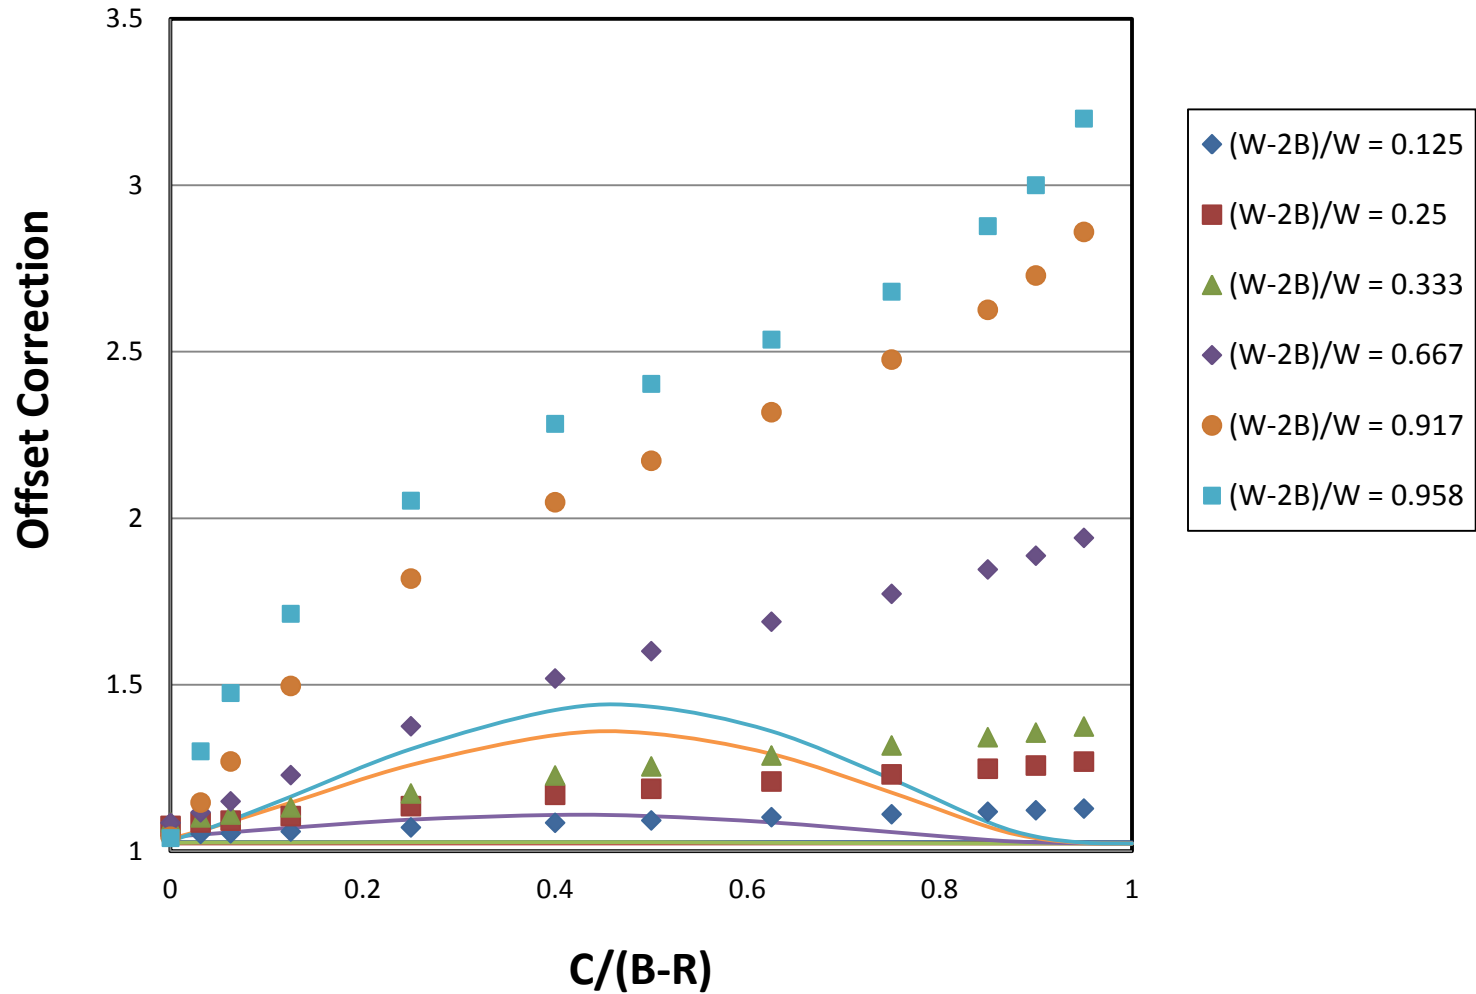 3.5
3
2.5
2
1.5
1
Offset Correction
0
0.2
0.4
0.6
0.8
1
C/(B-R)
(W-2B)/W = 0.125
(W-2B)/W = 0.25
(W-2B)/W = 0.333
(W-2B)/W = 0.667
(W-2B)/W = 0.917
(W-2B)/W = 0.958